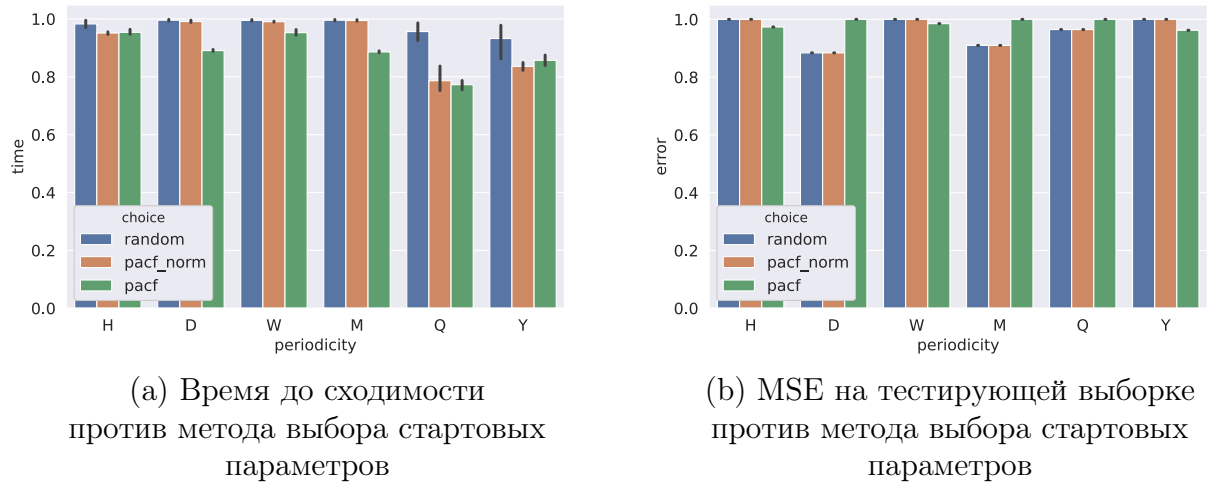 1.0
0.8
0.6
0.4
0.2
0.0
time
choice
random
pacf_norm
pacf
H D W M Q Y
periodicity
(a) Время до сходимости
против метода выбора стартовых
параметров
1.0
0.8
0.6
0.4
0.2
0.0
error
choice
random
pacf_norm
pacf
H D W M Q Y
periodicity
(b) MSE на тестирующей выборке
против метода выбора стартовых
параметров